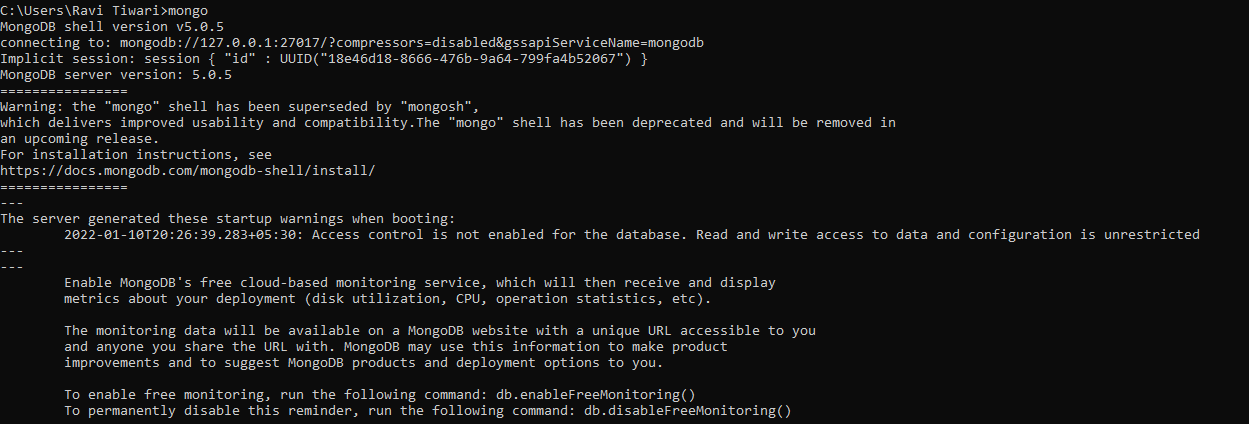 C:\Users\Ravi Tiwari>mongo
MongoDB shell version v5.0.5
connecting to: mongodb://127.0.0.1:27017/?compressors=disabled&gssapiServiceName=mongodb
Implicit session: session { "id" : UUID("18e46d18-8666-476b-9a64-799fa4b52067") }
MongoDB server version: 5.0.5
================
Warning: the "mongo" shell has been superseded by "mongosh",
which delivers improved usability and compatibility.The "mongo" shell has been deprecated and will be removed in
an upcoming release.
For installation instructions, see
https://docs.mongodb.com/mongodb-shell/install/
================
---
The server generated these startup warnings when booting:
        2022-01-10T20:26:39.283+05:30: Access control is not enabled for the database. Read and write access to data and configuration is unrestricted
---
---
        Enable MongoDB's free cloud-based monitoring service, which will then receive and display
        metrics about your deployment (disk utilization, CPU, operation statistics, etc).

        The monitoring data will be available on a MongoDB website with a unique URL accessible to you
        and anyone you share the URL with. MongoDB may use this information to make product
        improvements and to suggest MongoDB products and deployment options to you.

        To enable free monitoring, run the following command: db.enableFreeMonitoring()
        To permanently disable this reminder, run the following command: db.disableFreeMonitoring()